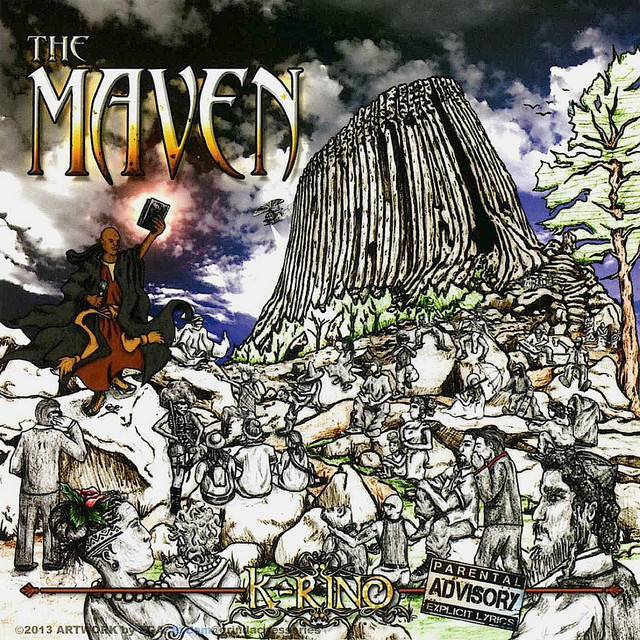 THE
MAVEN
K-RINO
PARENTAL
ADVISORY
EXPLICIT LYRICS
©2013 ARTWORK by